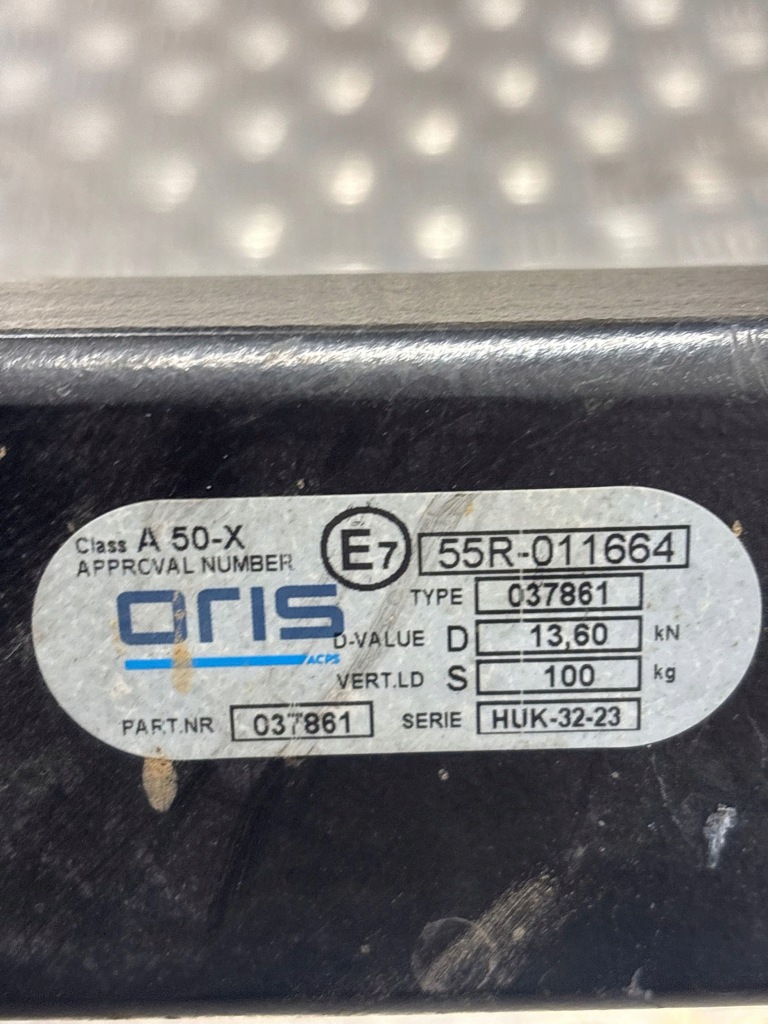 Class A 50-X
APPROVAL NUMBER E7 55R-011664
oris
ACPS
TYPE 037861
D-VALUE D 13,60 kN
VERT.LD S 100 kg
PART.NR 037861 SERIE HUK-32-23